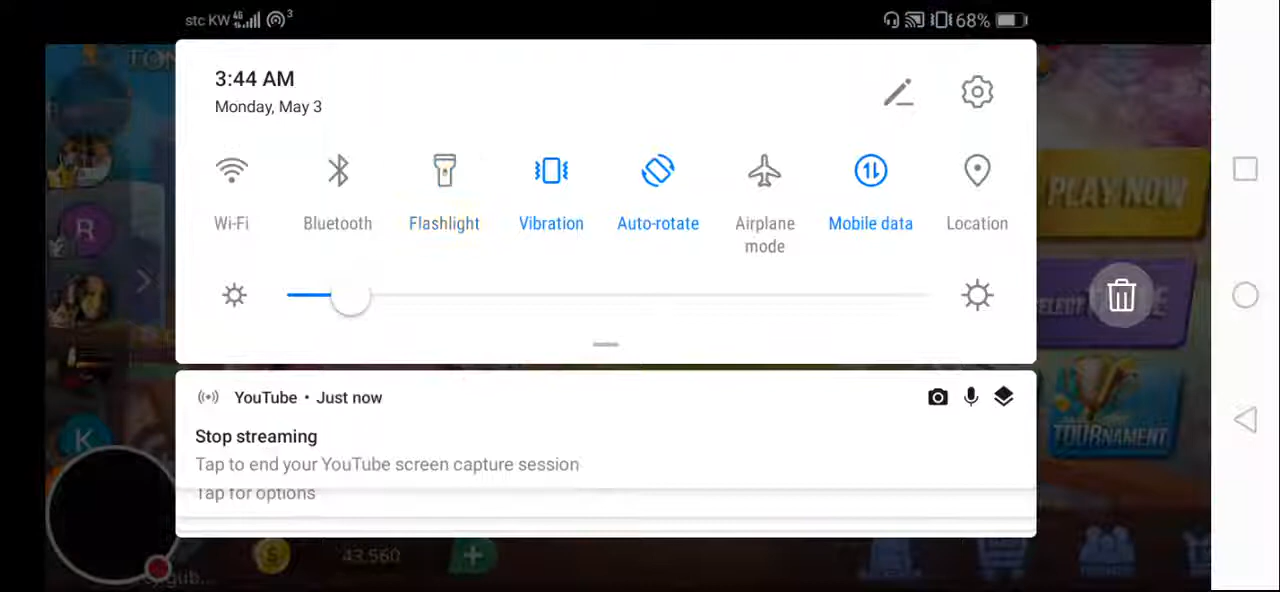 stc KW 4G 3
68%
3:44 AM
Monday, May 3
Wi-Fi
Bluetooth
Flashlight
Vibration
Auto-rotate
Airplane
mode
Mobile data
Location
YouTube • Just now
Stop streaming
Tap to end your YouTube screen capture session
Tap for options
PLAY NOW
R
K
TOURNAMENT
43,560